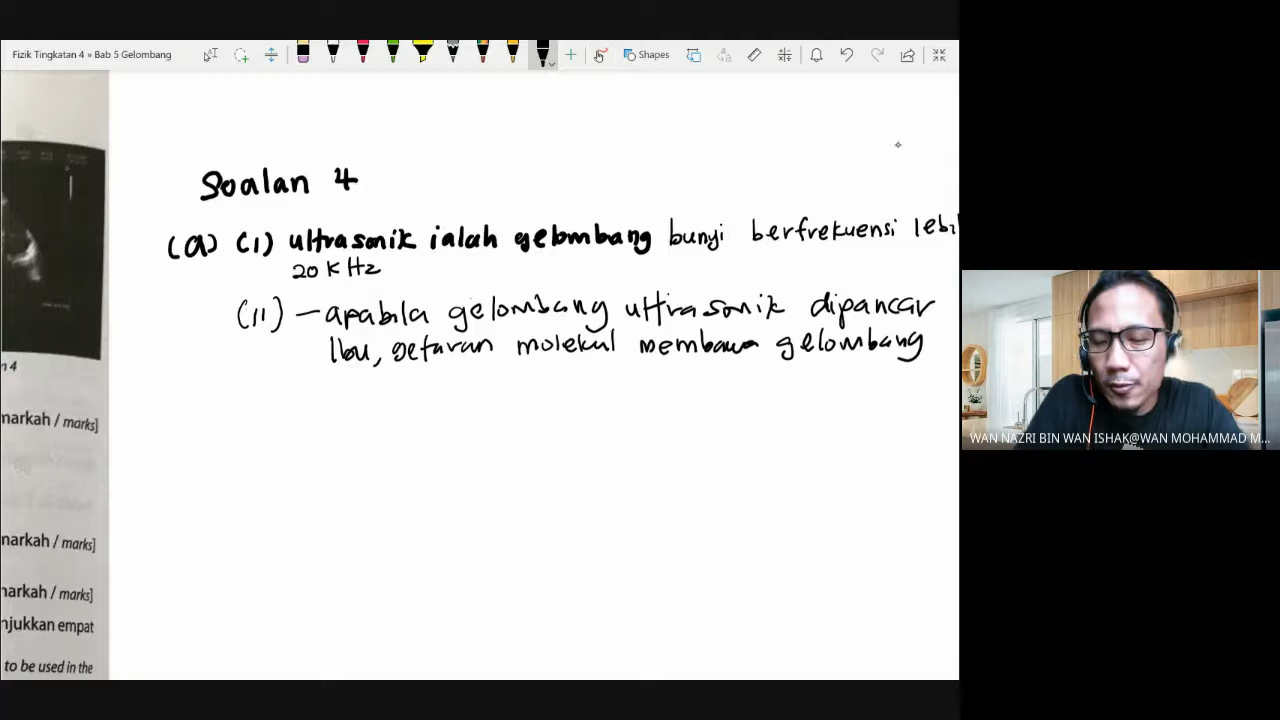 Fizik Tingkatan 4 » Bab 5 Gelombang
Shapes
Soalan 4
(a) (i) ultrasonik ialah gelombang bunyi berfrekuensi lebi
20 kHz
(ii) – apabila gelombang ultrasonik dipancar
Ibu, getaran molekul membawa gelombang
n 4
markah / marks]
markah / marks]
markah / marks]
njukkan empat
to be used in the
WAN NAZRI BIN WAN ISHAK@WAN MOHAMMAD M...